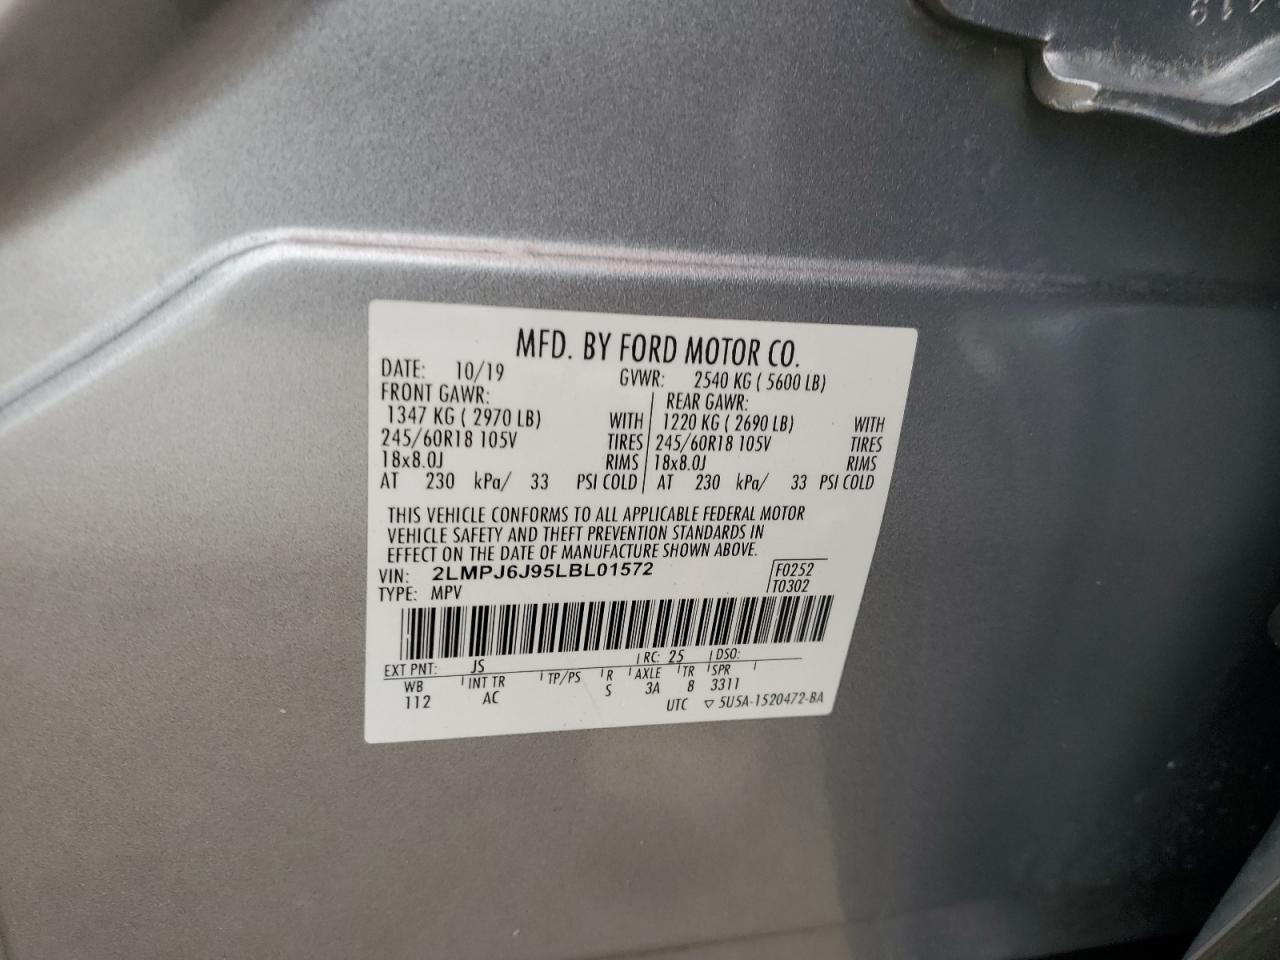 419
MFD. BY FORD MOTOR CO.
DATE: 10/19 GVWR: 2540 KG ( 5600 LB)
FRONT GAWR: REAR GAWR:
1347 KG ( 2970 LB) WITH 1220 KG ( 2690 LB) WITH
245/60R18 105V TIRES 245/60R18 105V TIRES
18x8.0J RIMS 18x8.0J RIMS
AT 230 kPa/ 33 PSI COLD AT 230 kPa/ 33 PSI COLD
THIS VEHICLE CONFORMS TO ALL APPLICABLE FEDERAL MOTOR
VEHICLE SAFETY AND THEFT PREVENTION STANDARDS IN
EFFECT ON THE DATE OF MANUFACTURE SHOWN ABOVE.
VIN: 2LMPJ6J95LBL01572 F0252
TYPE: MPV T0302
EXT PNT: JS RC: 25 DSO:
WB INT TR TP/PS R AXLE TR SPR
112 AC S 3A 8 3311
UTC ▽ 5U5A-1520472-BA